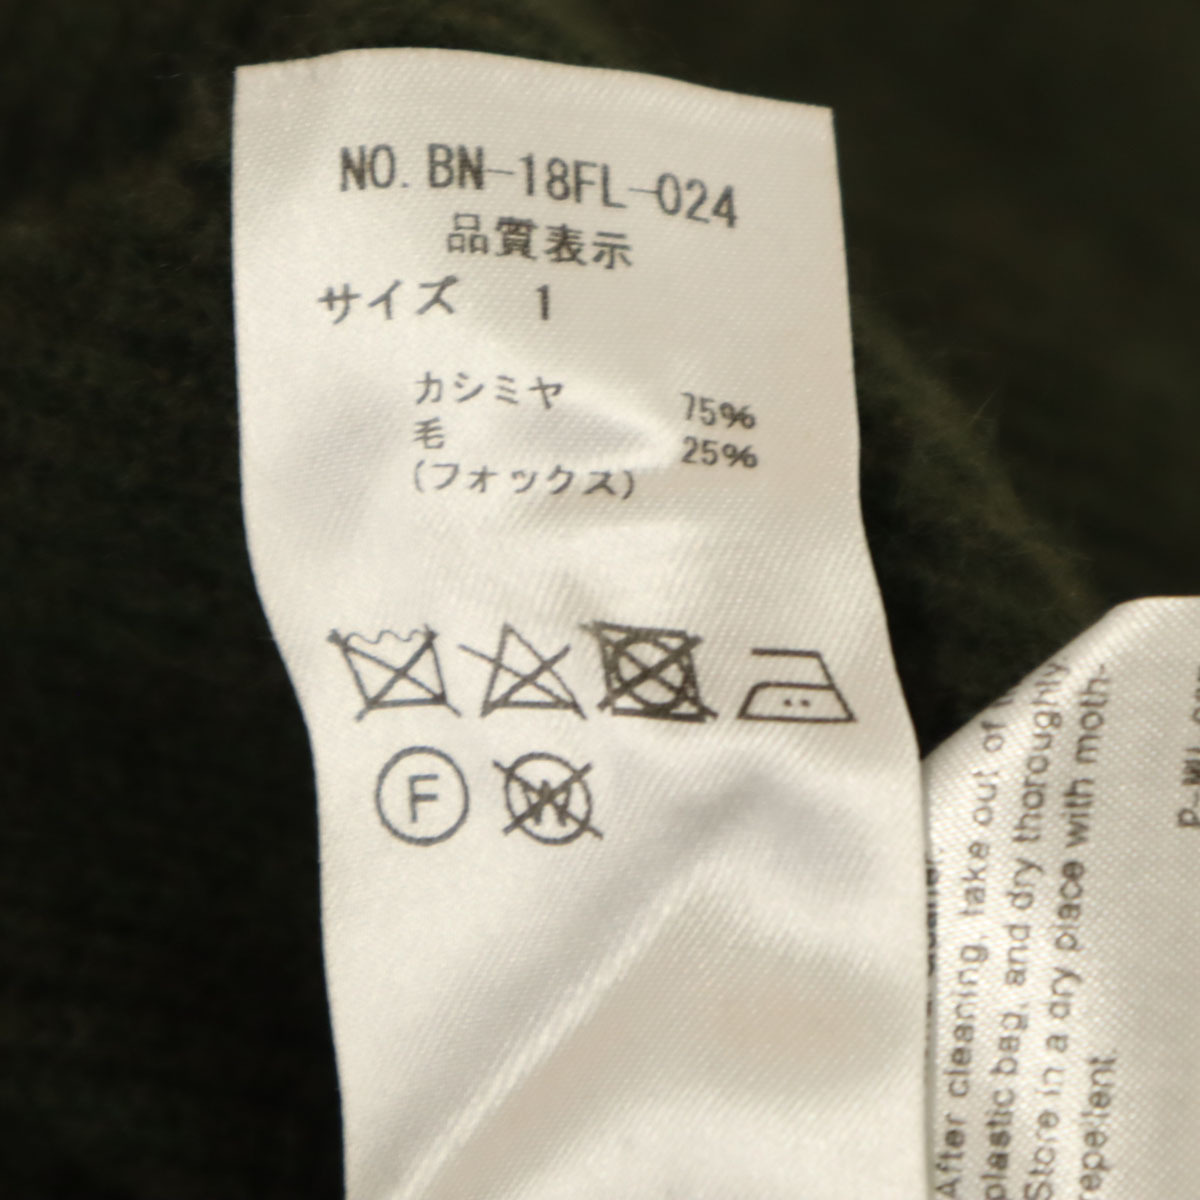 NO. BN-18FL-024
品質表示
サイズ 1
カシミヤ 75%
毛 25%
(フォックス)
F
W
After cleaning, take out of
plastic bag, and dry thoroughly
Store in a dry place with moth-
repellent.